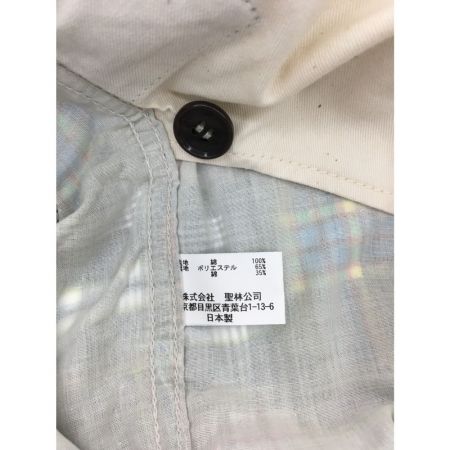 地 綿 100%
地 ポリエステル 65%
綿 35%
株式会社 聖林公司
京都目黒区青葉台1-13-6
日本製